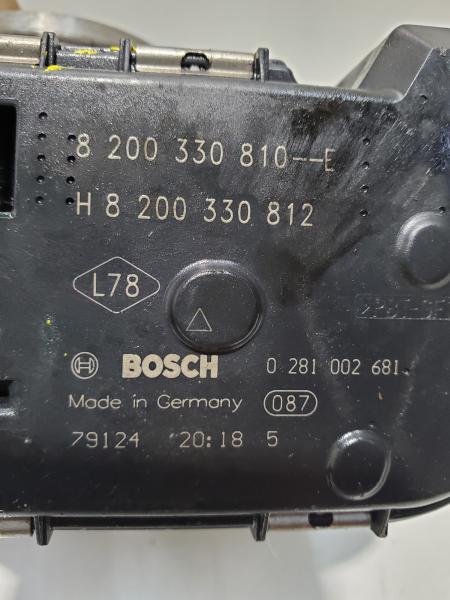 8 200 330 810--E
H 8 200 330 812
L78
BOSCH 0 281 002 681
Made in Germany 087
79124 20:18 5